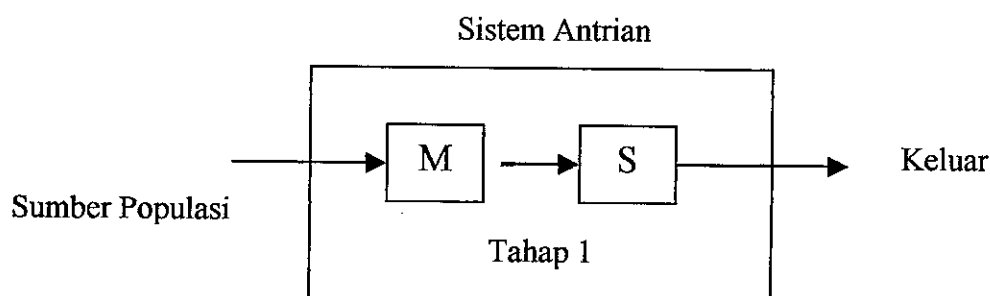 Sistem Antrian
M
S
Keluar
Sumber Populasi
Tahap 1